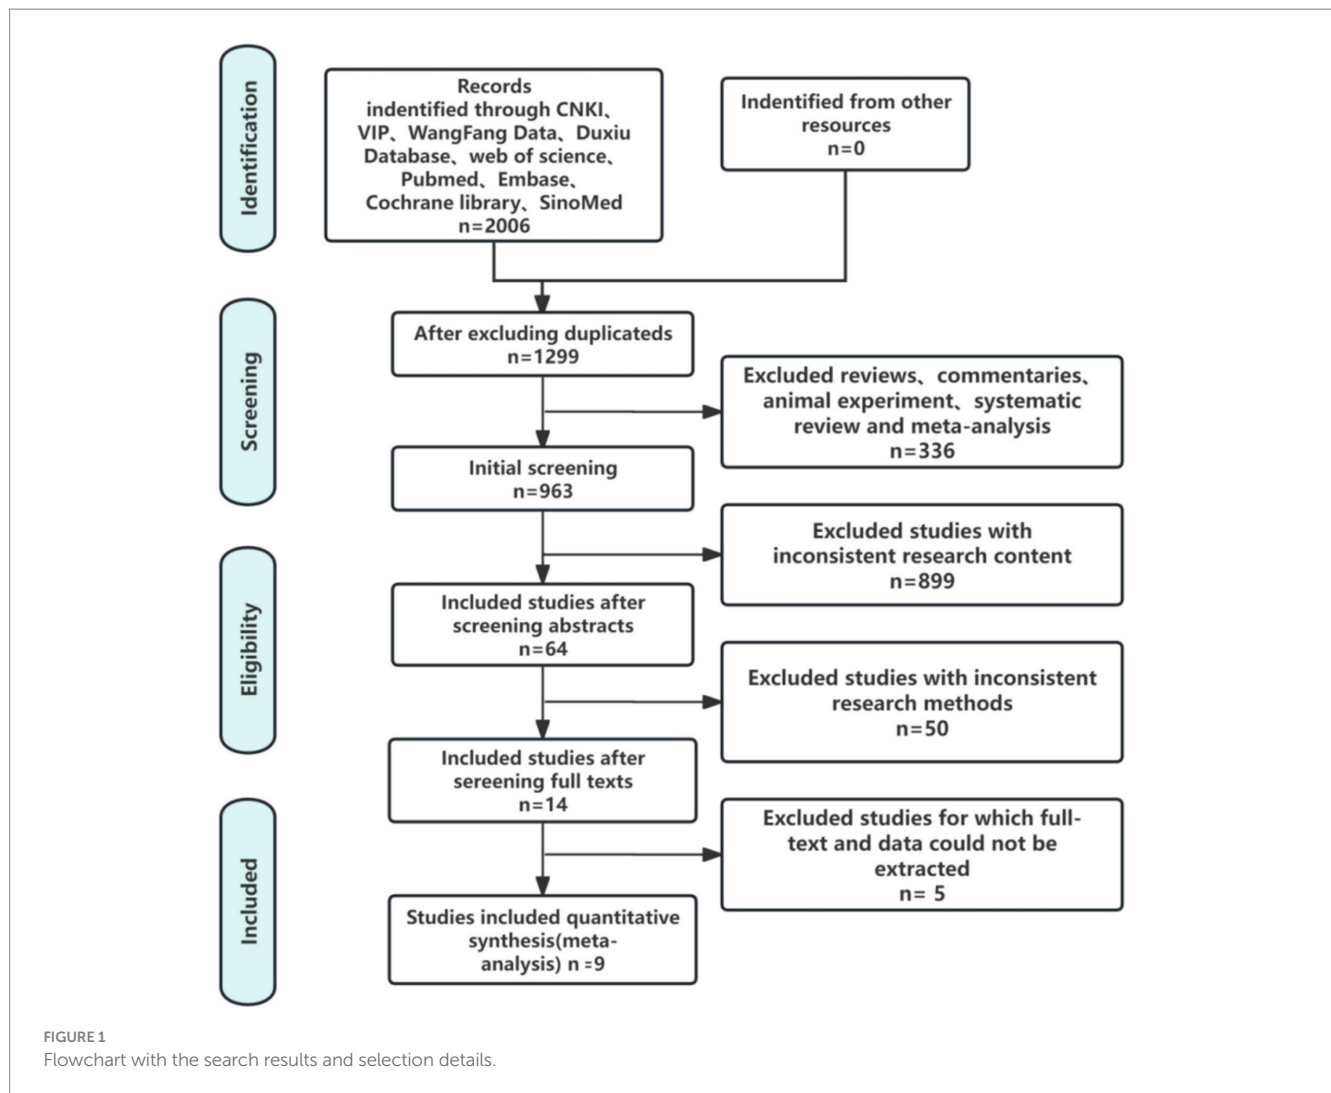 Identification
Records
indentified through CNKI、
VIP、WangFang Data、Duxiu
Database、web of science、
Pubmed、Embase、
Cochrane library、SinoMed
n=2006
Indentified from other
resources
n=0
Screening
After excluding duplicateds
n=1299
Excluded reviews、commentaries、
animal experiment、systematic
review and meta-analysis
n=336
Initial screening
n=963
Excluded studies with
inconsistent research content
n=899
Eligibility
Included studies after
screening abstracts
n=64
Excluded studies with inconsistent
research methods
n=50
Included studies after
sereening full texts
n=14
Included
Excluded studies for which full-
text and data could not be
extracted
n= 5
Studies included quantitative
synthesis(meta-
analysis) n =9
FIGURE 1
Flowchart with the search results and selection details.